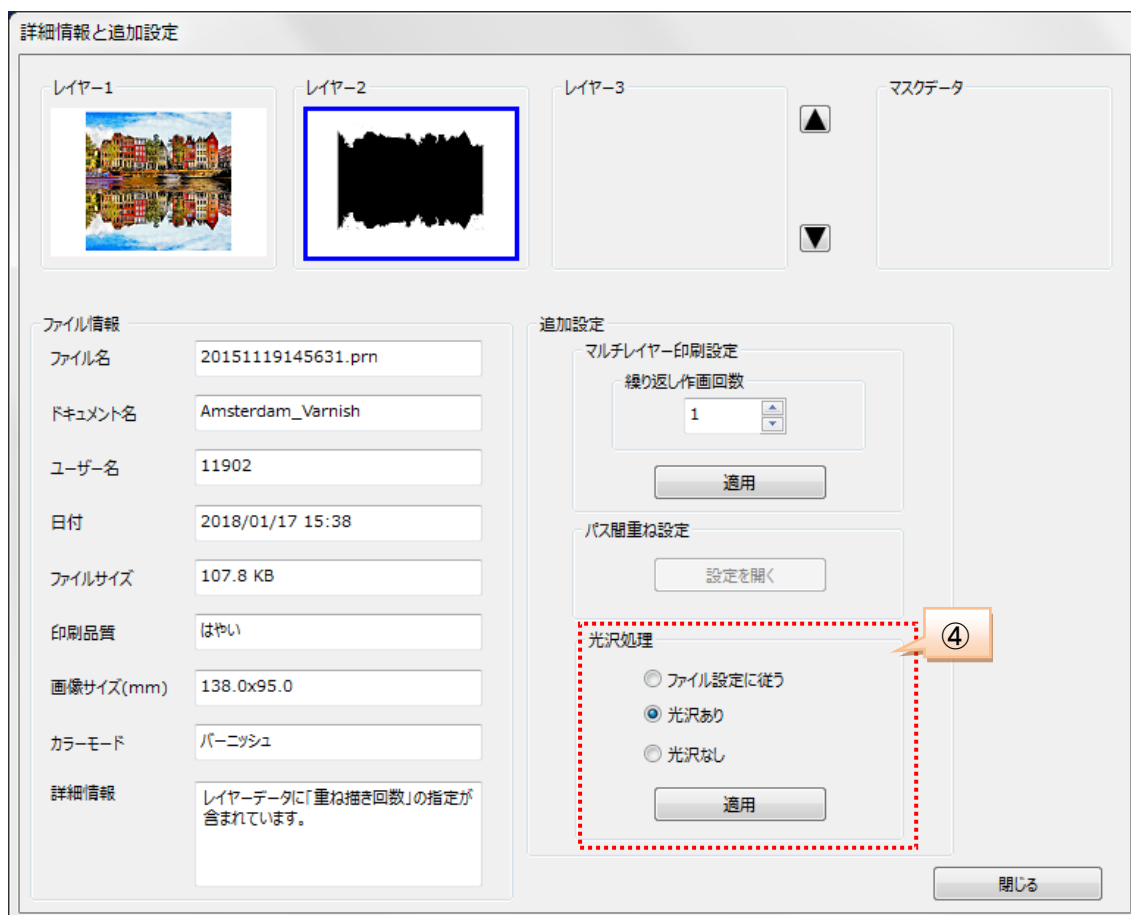 詳細情報と追加設定
レイヤー1
レイヤー2
レイヤー3
マスクデータ
ファイル情報
ファイル名
20151119145631.prn
ドキュメント名
Amsterdam_Varnish
ユーザー名
11902
日付
2018/01/17 15:38
ファイルサイズ
107.8 KB
印刷品質
はやい
画像サイズ(mm)
138.0x95.0
カラーモード
バーニッシュ
詳細情報
レイヤーデータに「重ね描き回数」の指定が
含まれています。
追加設定
マルチレイヤー印刷設定
繰り返し作画回数
1
適用
パス間重ね設定
設定を開く
光沢処理
④
ファイル設定に従う
光沢あり
光沢なし
適用
閉じる